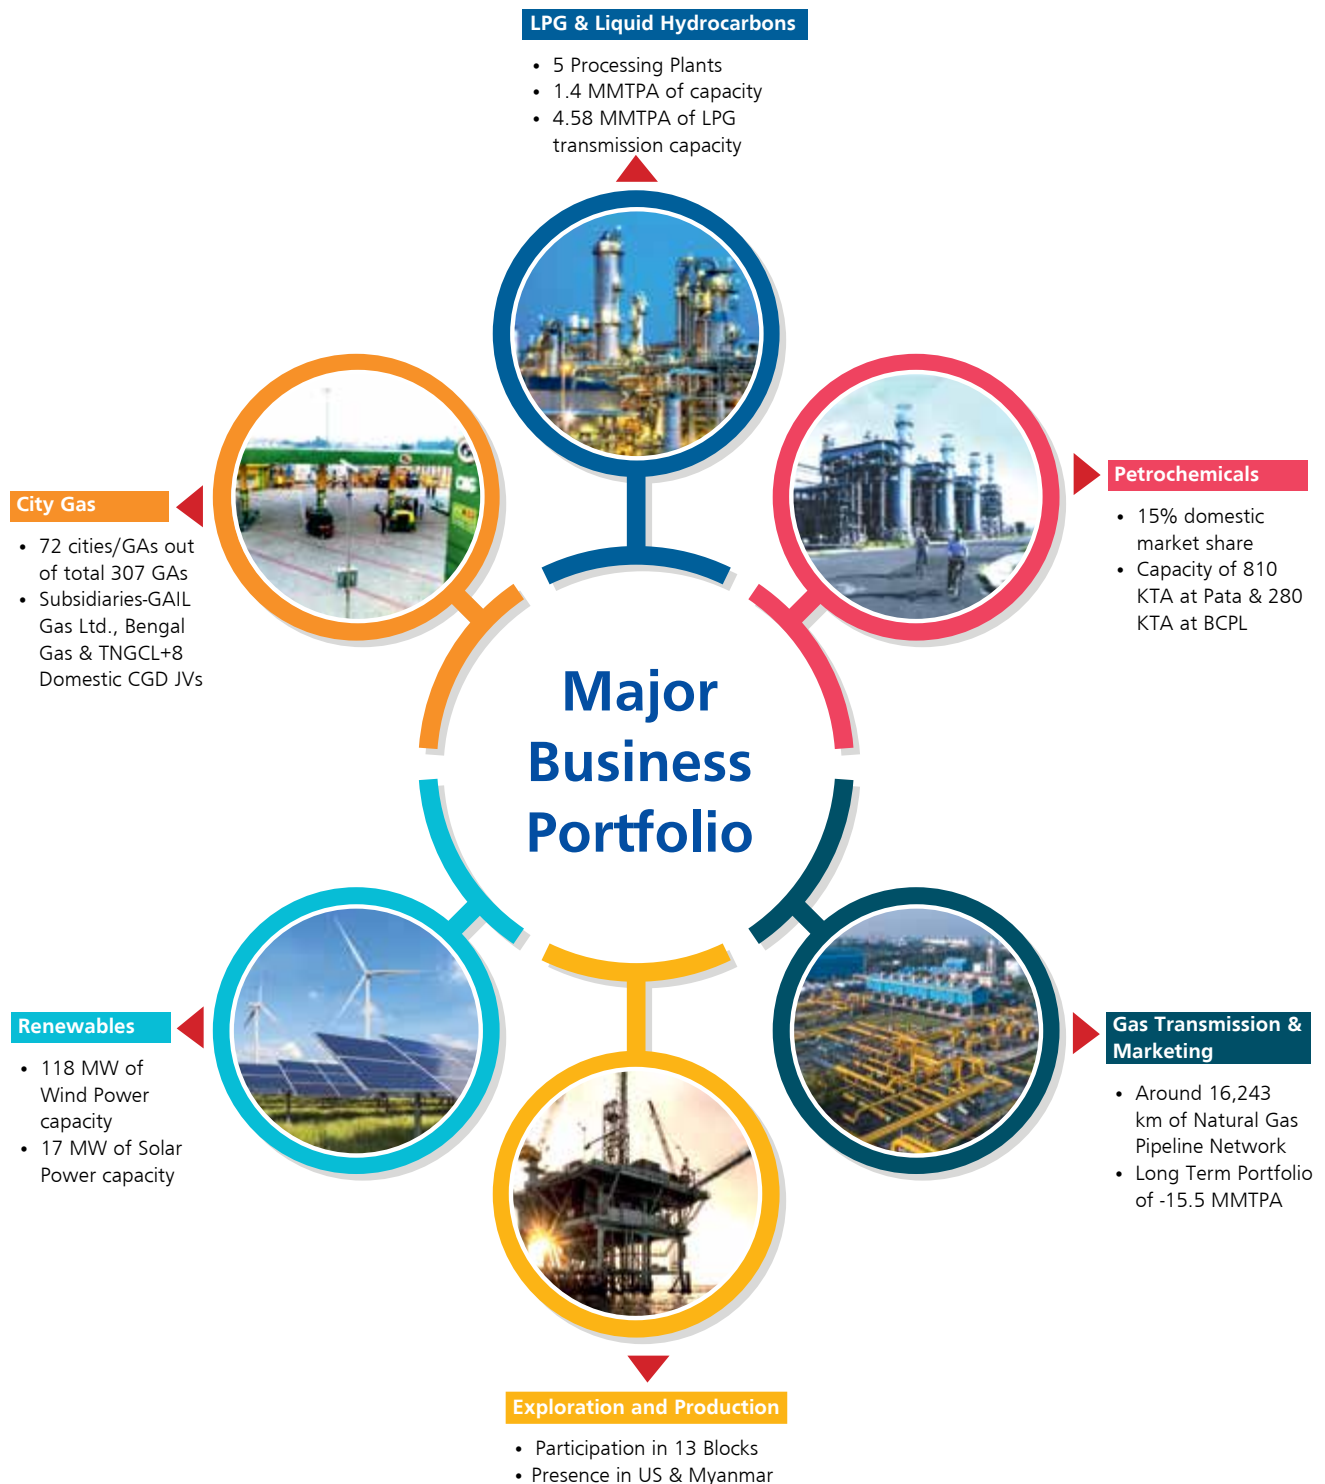 LPG & Liquid Hydrocarbons
• 5 Processing Plants
• 1.4 MMTPA of capacity
• 4.58 MMTPA of LPG
transmission capacity
Petrochemicals
• 15% domestic
market share
• Capacity of 810
KTA at Pata & 280
KTA at BCPL
City Gas
• 72 cities/GAs out
of total 307 GAs
• Subsidiaries-GAIL
Gas Ltd., Bengal
Gas & TNGCL+8
Domestic CGD JVs
Major
Business
Portfolio
Renewables
• 118 MW of
Wind Power
capacity
• 17 MW of Solar
Power capacity
Gas Transmission &
Marketing
• Around 16,243
km of Natural Gas
Pipeline Network
• Long Term Portfolio
of -15.5 MMTPA
Exploration and Production
• Participation in 13 Blocks
• Presence in US & Myanmar